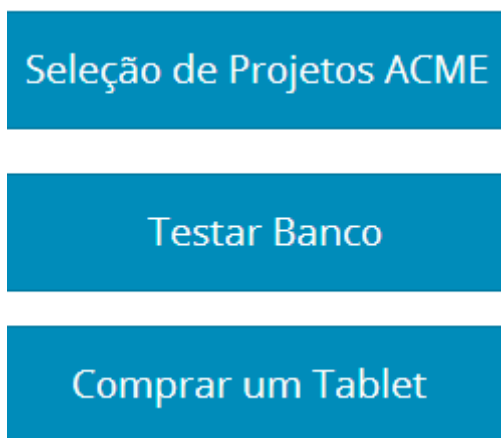 Seleção de Projetos ACME
Testar Banco
Comprar um Tablet